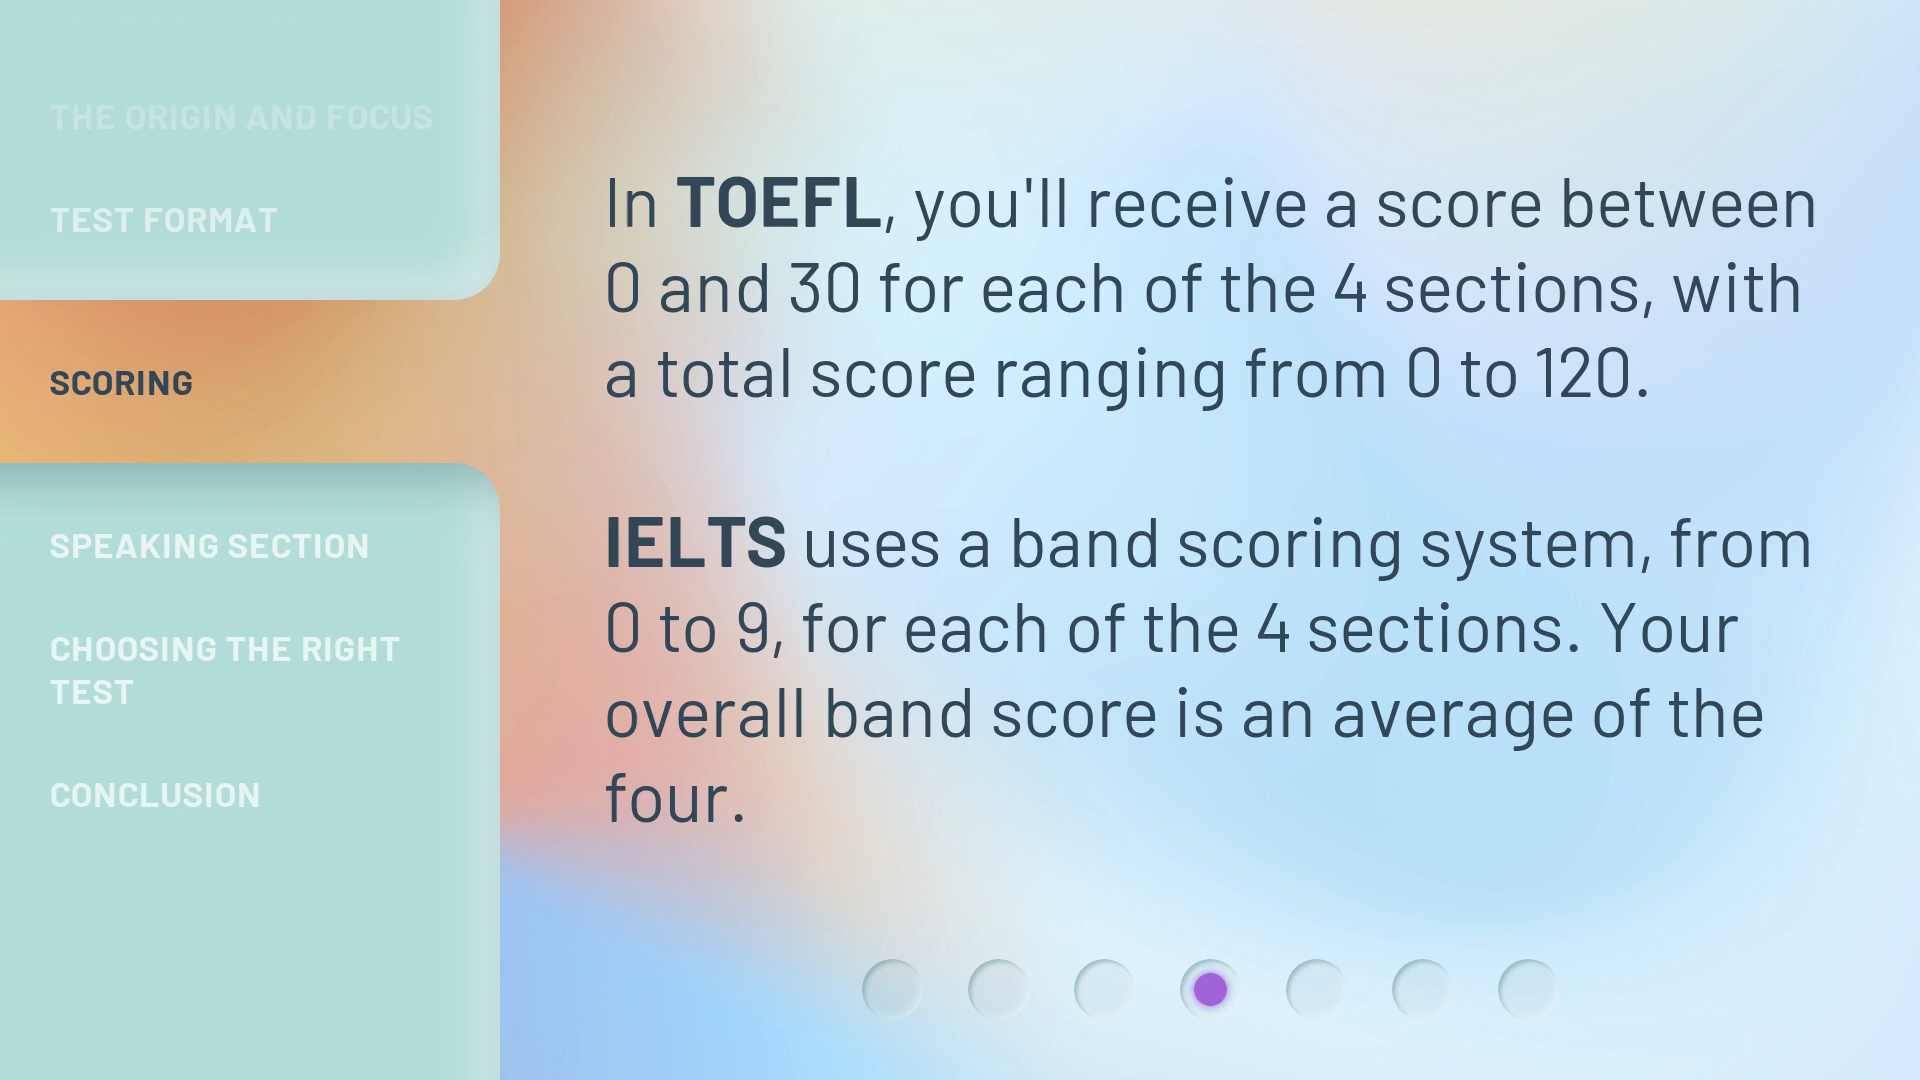 THE ORIGIN AND FOCUS
TEST FORMAT
SCORING
SPEAKING SECTION
CHOOSING THE RIGHT
TEST
CONCLUSION
In TOEFL, you'll receive a score between
0 and 30 for each of the 4 sections, with
a total score ranging from 0 to 120.
IELTS uses a band scoring system, from
0 to 9, for each of the 4 sections. Your
overall band score is an average of the
four.